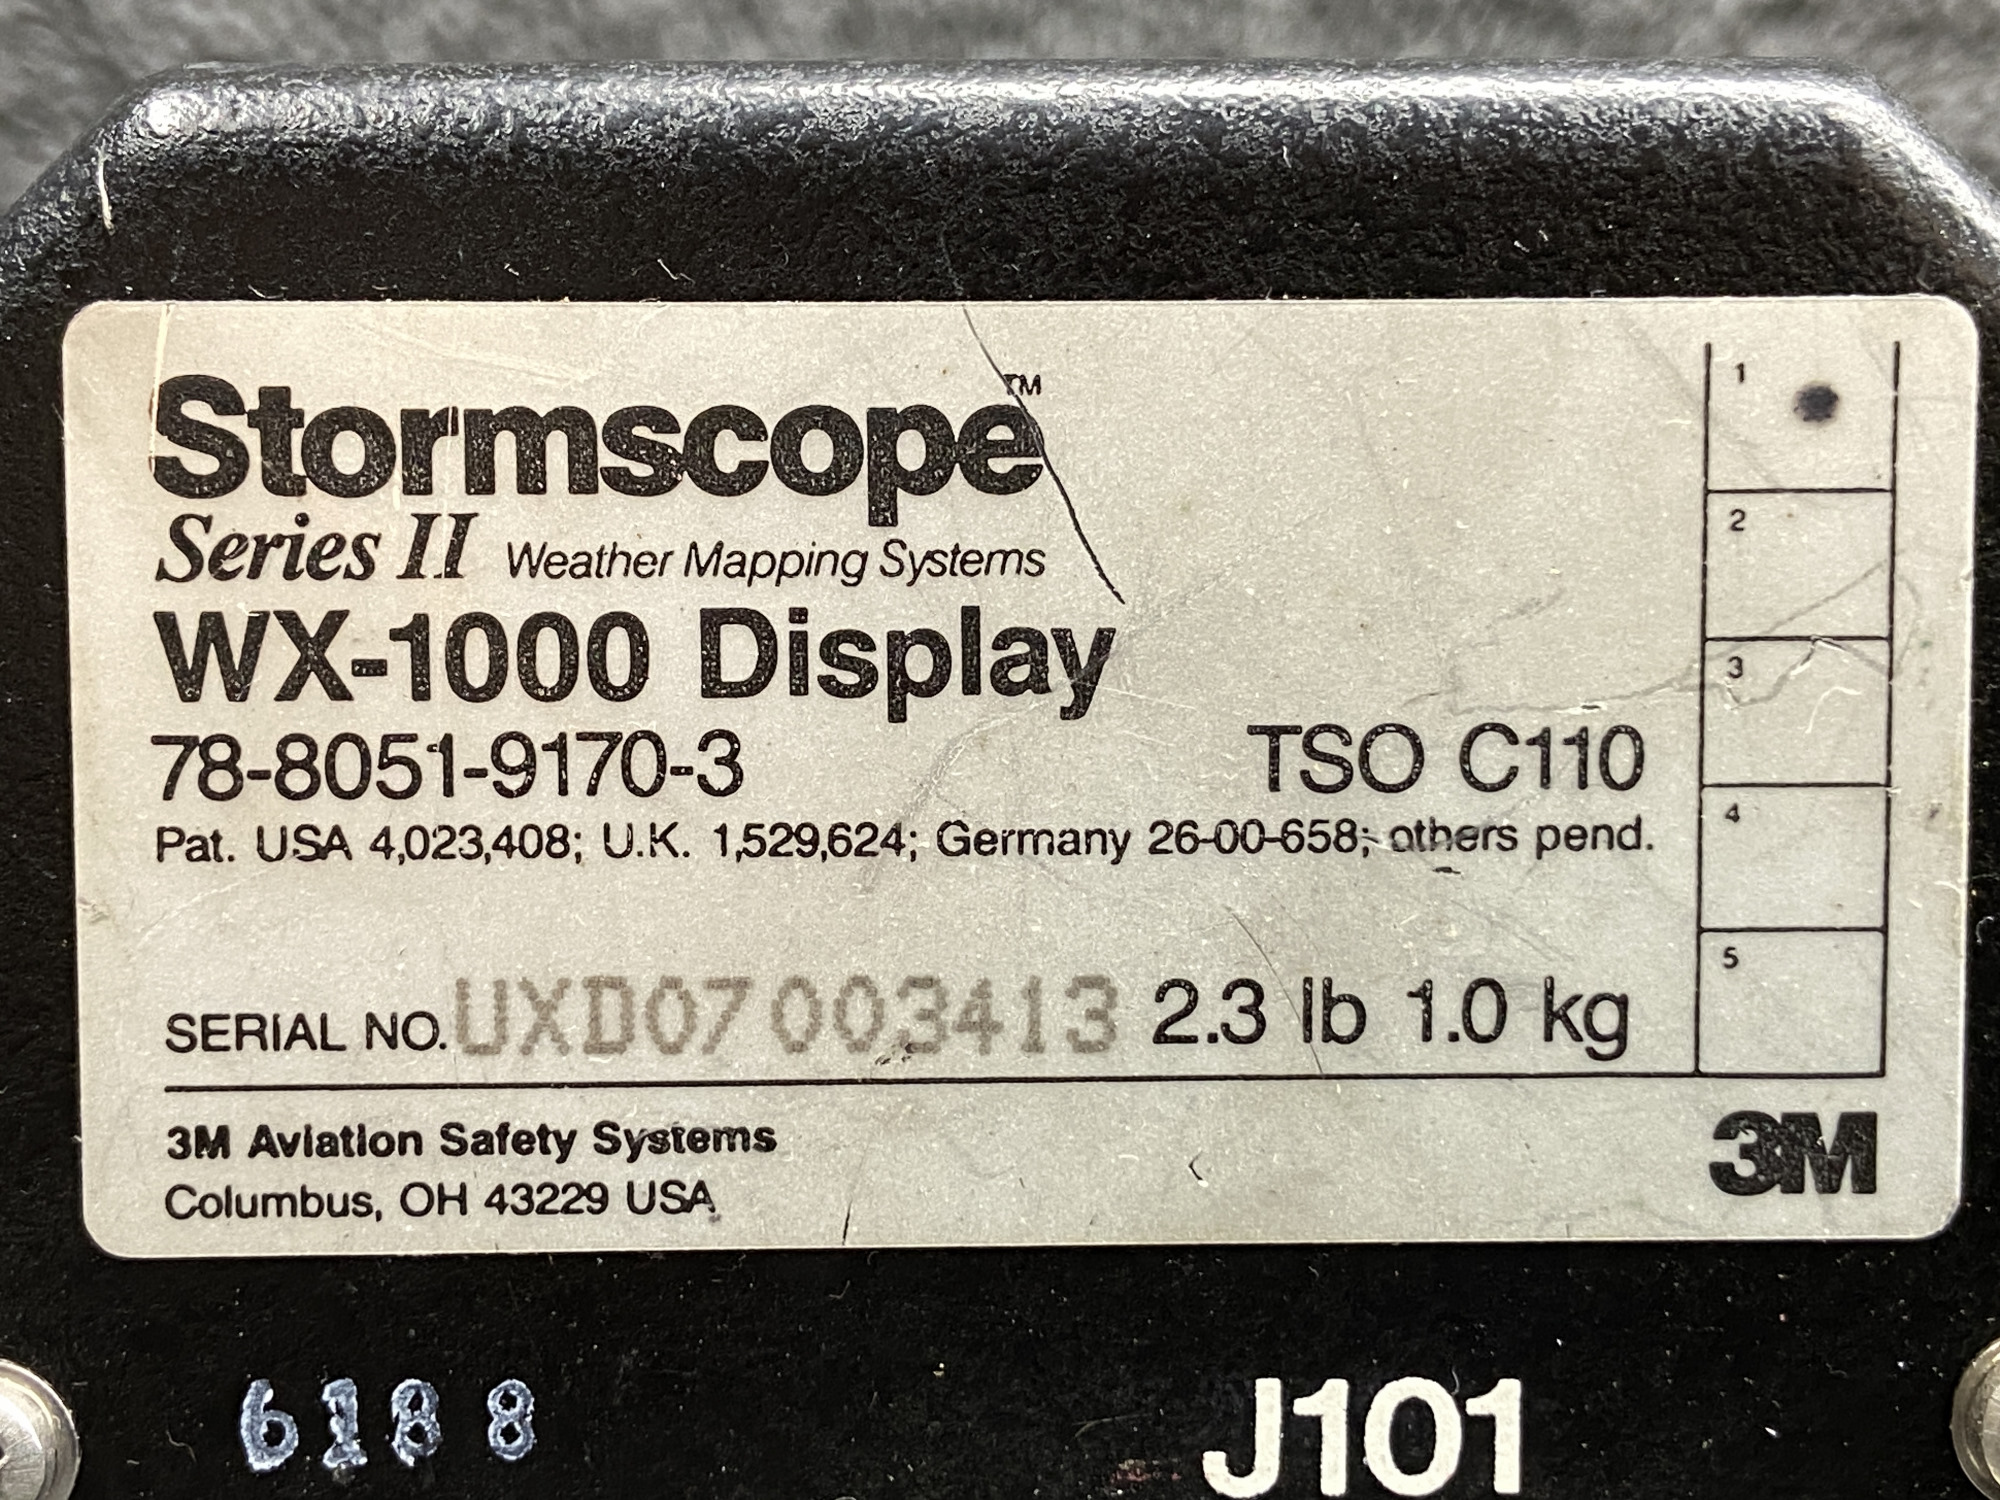 Stormscope™
Series II Weather Mapping Systems
WX-1000 Display
78-8051-9170-3 TSO C110
Pat. USA 4,023,408; U.K. 1,529,624; Germany 26-00-658; others pend.
SERIAL NO. UXD07003413 2.3 lb 1.0 kg
3M Aviation Safety Systems
Columbus, OH 43229 USA
3M
1
2
3
4
5
6188
J101